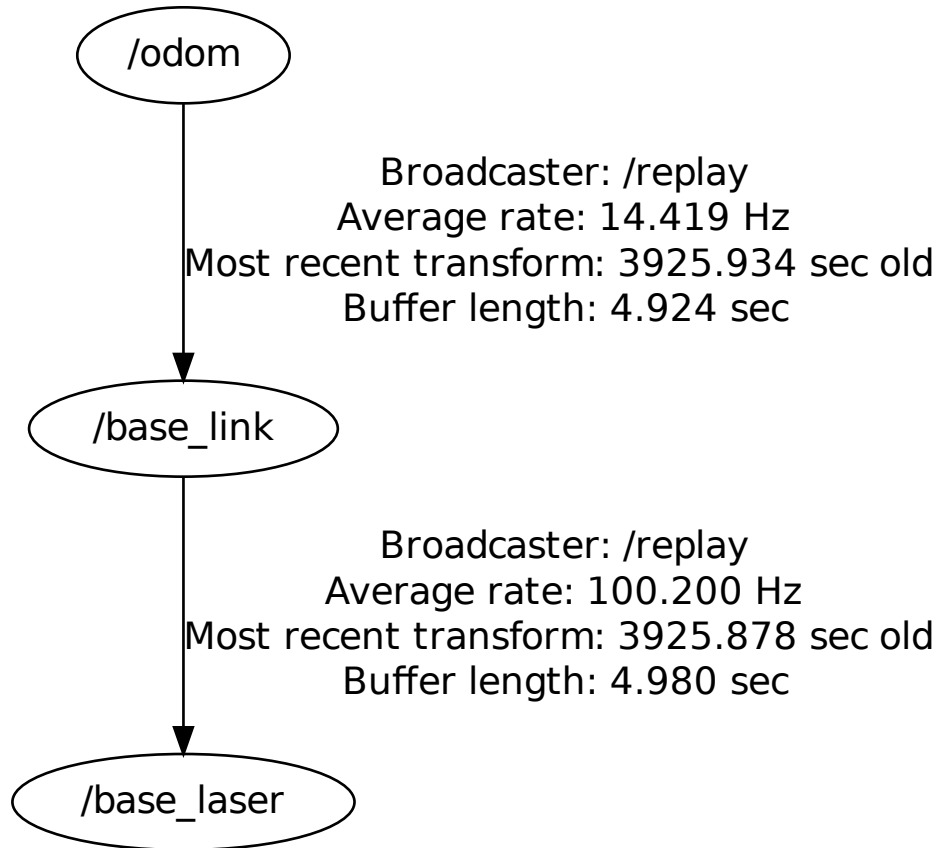 /odom
Broadcaster: /replay
Average rate: 14.419 Hz
Most recent transform: 3925.934 sec old
Buffer length: 4.924 sec
/base_link
Broadcaster: /replay
Average rate: 100.200 Hz
Most recent transform: 3925.878 sec old
Buffer length: 4.980 sec
/base_laser